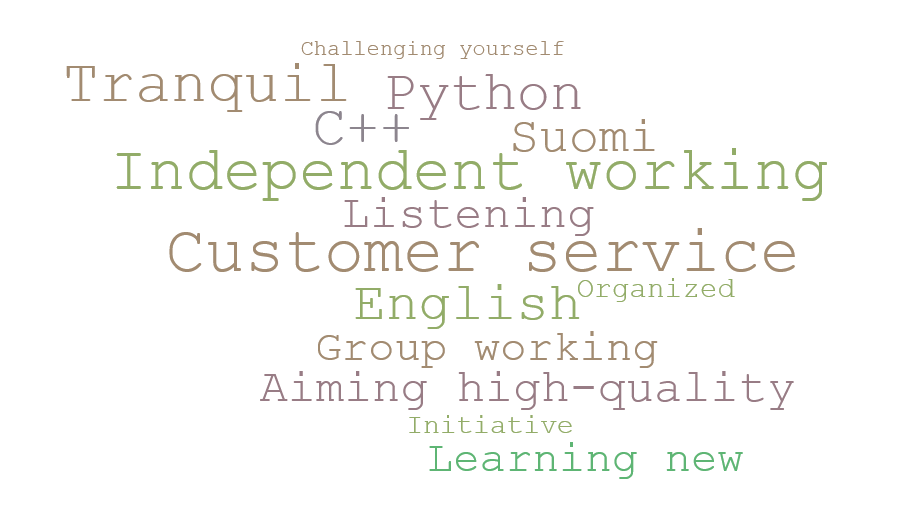 Challenging yourself
Tranquil
Python
C++
Suomi
Independent working
Listening
Customer service
Organized
English
Group working
Aiming high-quality
Initiative
Learning new